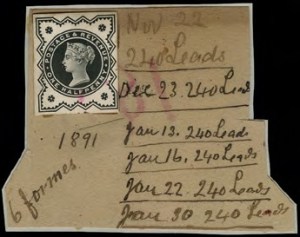 POSTAGE & REVENUE
ONE HALFPENNY
Nov 22
240 Leads
Dec 23. 240 Leads
1891
Jan 13. 240 Leads
Jan 16. 240 Leads
Jan 22. 240 Leads
Jan 30 240 Leads
6 formes.